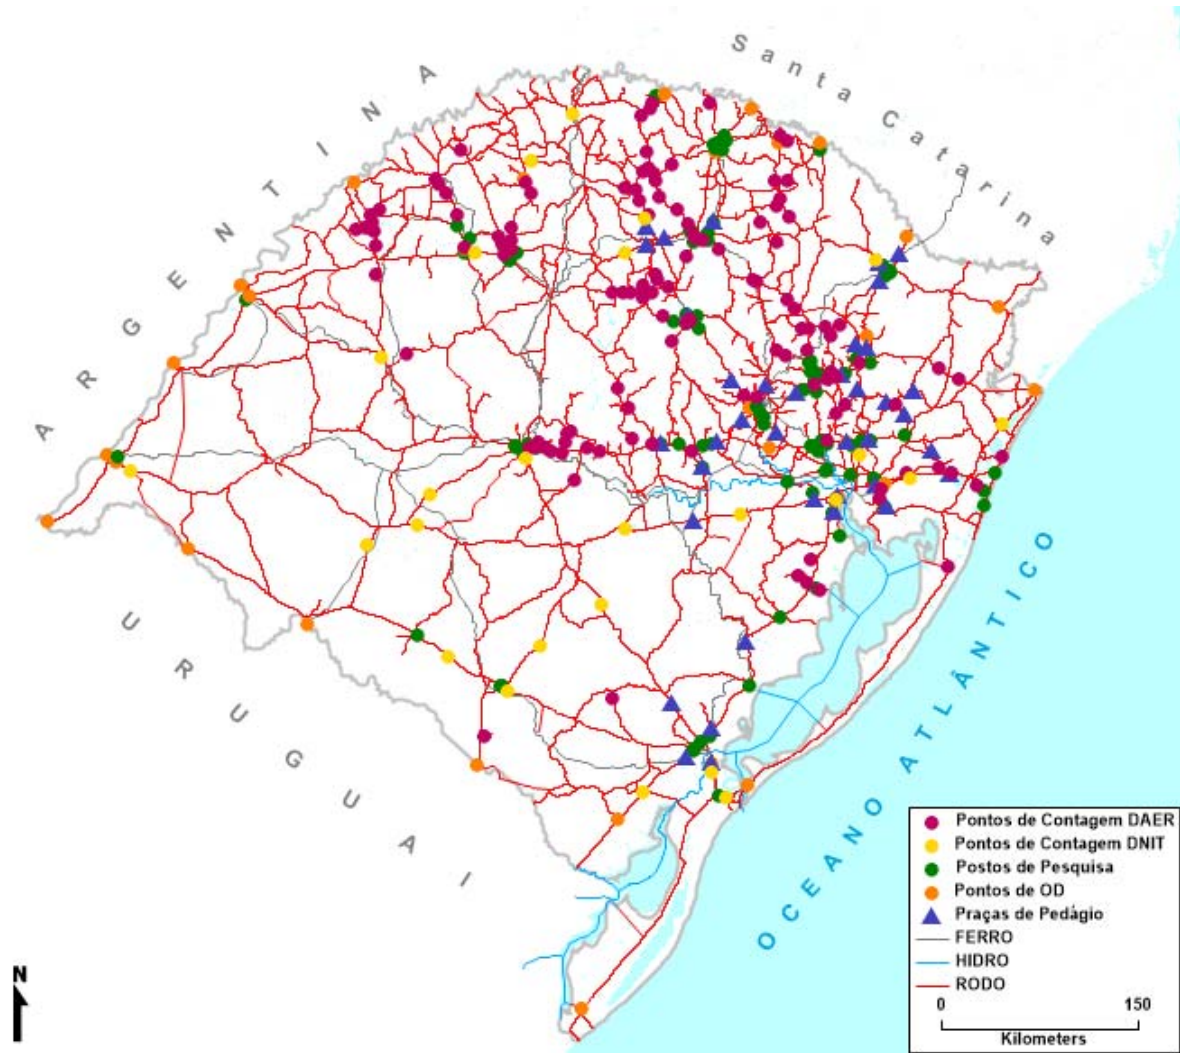 Santa Catarina
ARGENTINA
URUGUAI
OCEANO ATLÂNTICO
Pontos de Contagem DAER
Pontos de Contagem DNIT
Postos de Pesquisa
Pontos de OD
Praças de Pedágio
FERRO
HIDRO
RODO
0 150
Kilometers
N